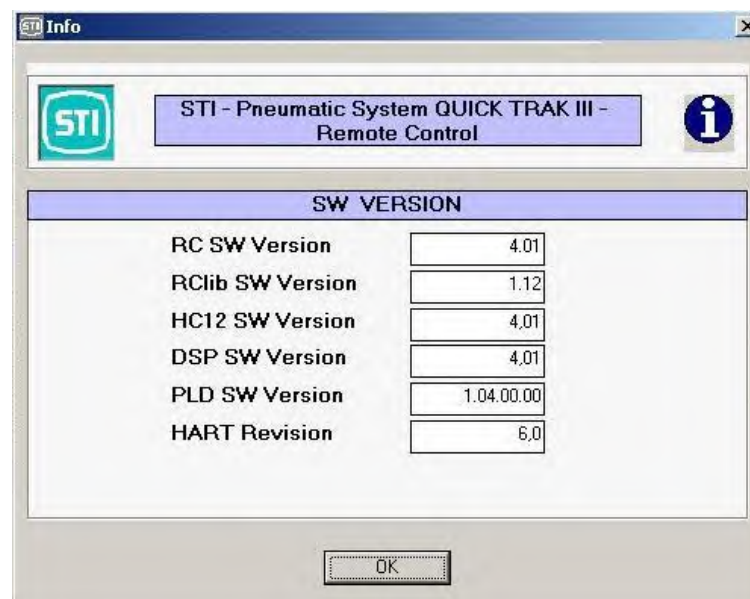 STI Info
STI
STI - Pneumatic System QUICK TRAK III -
Remote Control
i
SW VERSION
RC SW Version 4.01
RClib SW Version 1.12
HC12 SW Version 4,01
DSP SW Version 4,01
PLD SW Version 1.04.00.00
HART Revision 6,0
OK